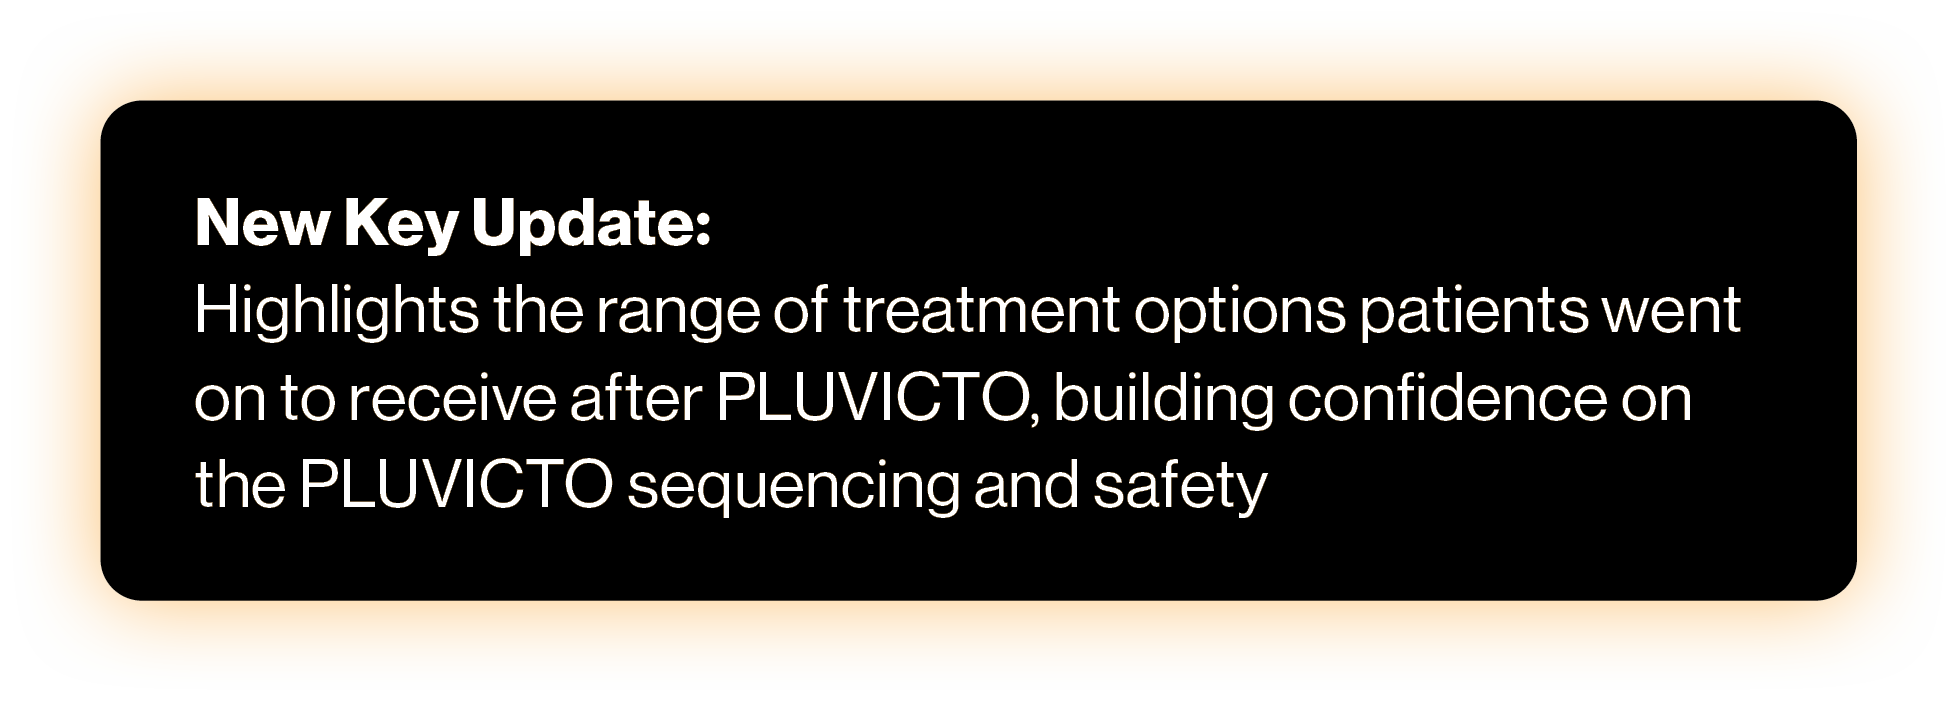 New Key Update:
Highlights the range of treatment options patients went
on to receive after PLUVICTO, building confidence on
the PLUVICTO sequencing and safety